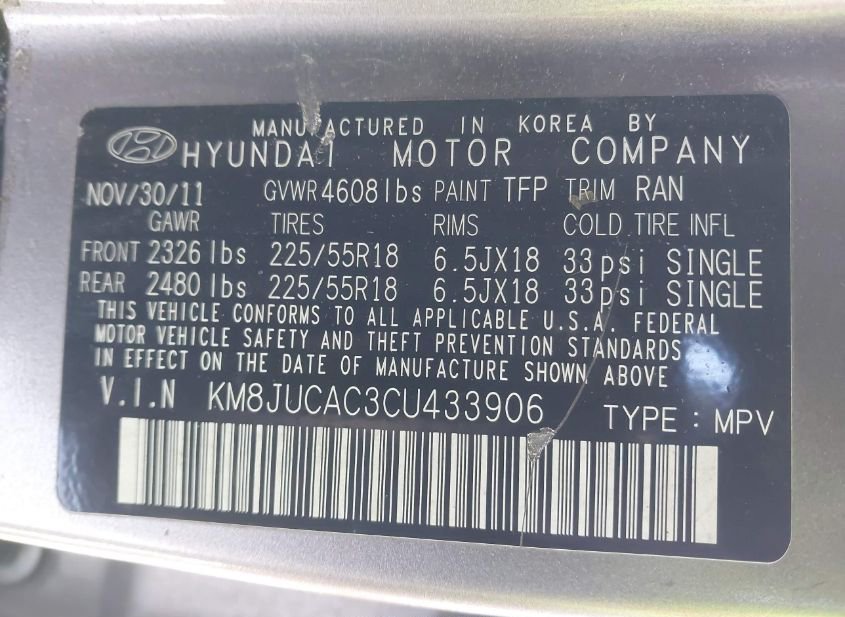 MANUFACTURED IN KOREA BY
HYUNDAI MOTOR COMPANY
NOV/30/11 GVWR 4608lbs PAINT TFP TRIM RAN
GAWR TIRES RIMS COLD TIRE INFL
FRONT 2326 lbs 225/55R18 6.5JX18 33psi SINGLE
REAR 2480 lbs 225/55R18 6.5JX18 33psi SINGLE
THIS VEHICLE CONFORMS TO ALL APPLICABLE U.S.A. FEDERAL
MOTOR VEHICLE SAFETY AND THEFT PREVENTION STANDARDS
IN EFFECT ON THE DATE OF MANUFACTURE SHOWN ABOVE
V.I.N KM8JUCAC3CU433906 TYPE : MPV